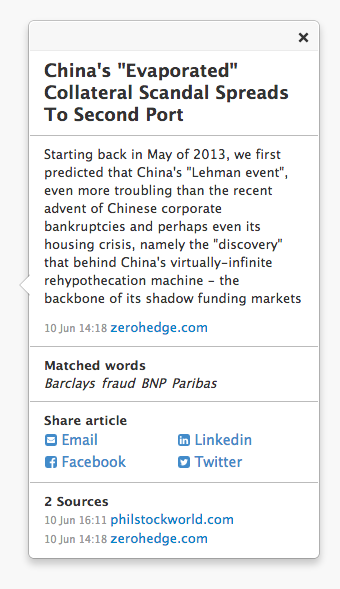 China's "Evaporated"
Collateral Scandal Spreads
To Second Port
Starting back in May of 2013, we first
predicted that China's "Lehman event",
even more troubling than the recent
advent of Chinese corporate
bankruptcies and perhaps even its
housing crisis, namely the "discovery"
that behind China's virtually-infinite
rehypothecation machine - the
backbone of its shadow funding markets
10 Jun 14:18 zerohedge.com
Matched words
Barclays fraud BNP Paribas
Share article
Email Linkedin
Facebook Twitter
2 Sources
10 Jun 16:11 philstockworld.com
10 Jun 14:18 zerohedge.com